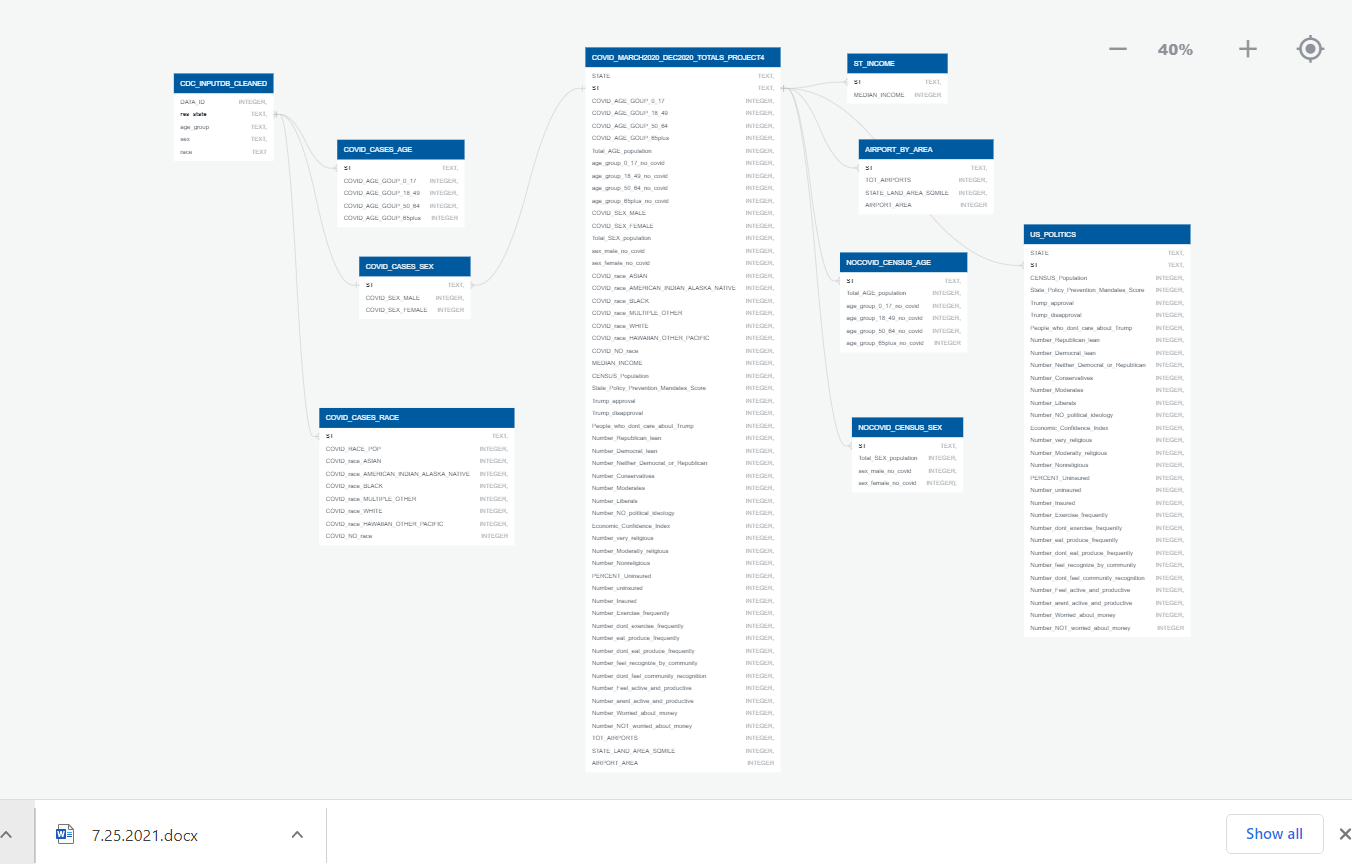 40%
CDC_INPUTDB_CLEANED
DATA_ID INTEGER,
res_state TEXT,
age_group TEXT,
sex TEXT,
race TEXT
COVID_CASES_AGE
ST TEXT,
COVID_AGE_GOUP_0_17 INTEGER,
COVID_AGE_GOUP_18_49 INTEGER,
COVID_AGE_GOUP_50_64 INTEGER,
COVID_AGE_GOUP_65plus INTEGER
COVID_CASES_SEX
ST TEXT,
COVID_SEX_MALE INTEGER,
COVID_SEX_FEMALE INTEGER
COVID_CASES_RACE
ST TEXT,
COVID_RACE_POP INTEGER,
COVID_race_ASIAN INTEGER,
COVID_race_AMERICAN_INDIAN_ALASKA_NATIVE INTEGER,
COVID_race_BLACK INTEGER,
COVID_race_MULTIPLE_OTHER INTEGER,
COVID_race_WHITE INTEGER,
COVID_race_HAWAIIAN_OTHER_PACIFIC INTEGER,
COVID_NO_race INTEGER
COVID_MARCH2020_DEC2020_TOTALS_PROJECT4
STATE TEXT,
ST TEXT,
COVID_AGE_GOUP_0_17 INTEGER,
COVID_AGE_GOUP_18_49 INTEGER,
COVID_AGE_GOUP_50_64 INTEGER,
COVID_AGE_GOUP_65plus INTEGER,
Total_AGE_population INTEGER,
age_group_0_17_no_covid INTEGER,
age_group_18_49_no_covid INTEGER,
age_group_50_64_no_covid INTEGER,
age_group_65plus_no_covid INTEGER,
COVID_SEX_MALE INTEGER,
COVID_SEX_FEMALE INTEGER,
Total_SEX_population INTEGER,
sex_male_no_covid INTEGER,
sex_female_no_covid INTEGER,
COVID_race_ASIAN INTEGER,
COVID_race_AMERICAN_INDIAN_ALASKA_NATIVE INTEGER,
COVID_race_BLACK INTEGER,
COVID_race_MULTIPLE_OTHER INTEGER,
COVID_race_WHITE INTEGER,
COVID_race_HAWAIIAN_OTHER_PACIFIC INTEGER,
COVID_NO_race INTEGER,
MEDIAN_INCOME INTEGER,
CENSUS_Population INTEGER,
State_Policy_Prevention_Mandates_Score INTEGER,
Trump_approval INTEGER,
Trump_disapproval INTEGER,
People_who_dont_care_about_Trump INTEGER,
Number_Republican_lean INTEGER,
Number_Democrat_lean INTEGER,
Number_Neither_Democrat_or_Republican INTEGER,
Number_Conservatives INTEGER,
Number_Moderates INTEGER,
Number_Liberals INTEGER,
Number_NO_political_ideology INTEGER,
Economic_Confidence_Index INTEGER,
Number_very_religious INTEGER,
Number_Moderatly_religious INTEGER,
Number_Nonreligious INTEGER,
PERCENT_Uninsured INTEGER,
Number_uninsured INTEGER,
Number_Insured INTEGER,
Number_Exercise_frequently INTEGER,
Number_dont_exercise_frequently INTEGER,
Number_eat_produce_frequently INTEGER,
Number_dont_eat_produce_frequently INTEGER,
Number_feel_recognize_by_community INTEGER,
Number_dont_feel_community_recognition INTEGER,
Number_Feel_active_and_productive INTEGER,
Number_arent_active_and_productive INTEGER,
Number_Worried_about_money INTEGER,
Number_NOT_worried_about_money INTEGER,
TOT_AIRPORTS INTEGER,
STATE_LAND_AREA_SQMILE INTEGER,
AIRPORT_AREA INTEGER
ST_INCOME
ST TEXT,
MEDIAN_INCOME INTEGER
AIRPORT_BY_AREA
ST TEXT,
TOT_AIRPORTS INTEGER,
STATE_LAND_AREA_SQMILE INTEGER,
AIRPORT_AREA INTEGER
NOCOVID_CENSUS_AGE
ST TEXT,
Total_AGE_population INTEGER,
age_group_0_17_no_covid INTEGER,
age_group_18_49_no_covid INTEGER,
age_group_50_64_no_covid INTEGER,
age_group_65plus_no_covid INTEGER
NOCOVID_CENSUS_SEX
ST TEXT,
Total_SEX_population INTEGER,
sex_male_no_covid INTEGER,
sex_female_no_covid INTEGER);
US_POLITICS
STATE TEXT,
ST TEXT,
CENSUS_Population INTEGER,
State_Policy_Prevention_Mandates_Score INTEGER,
Trump_approval INTEGER,
Trump_disapproval INTEGER,
People_who_dont_care_about_Trump INTEGER,
Number_Republican_lean INTEGER,
Number_Democrat_lean INTEGER,
Number_Neither_Democrat_or_Republican INTEGER,
Number_Conservatives INTEGER,
Number_Moderates INTEGER,
Number_Liberals INTEGER,
Number_NO_political_ideology INTEGER,
Economic_Confidence_Index INTEGER,
Number_very_religious INTEGER,
Number_Moderatly_religious INTEGER,
Number_Nonreligious INTEGER,
PERCENT_Uninsured INTEGER,
Number_uninsured INTEGER,
Number_Insured INTEGER,
Number_Exercise_frequently INTEGER,
Number_dont_exercise_frequently INTEGER,
Number_eat_produce_frequently INTEGER,
Number_dont_eat_produce_frequently INTEGER,
Number_feel_recognize_by_community INTEGER,
Number_dont_feel_community_recognition INTEGER,
Number_Feel_active_and_productive INTEGER,
Number_arent_active_and_productive INTEGER,
Number_Worried_about_money INTEGER,
Number_NOT_worried_about_money INTEGER
7.25.2021.docx
Show all